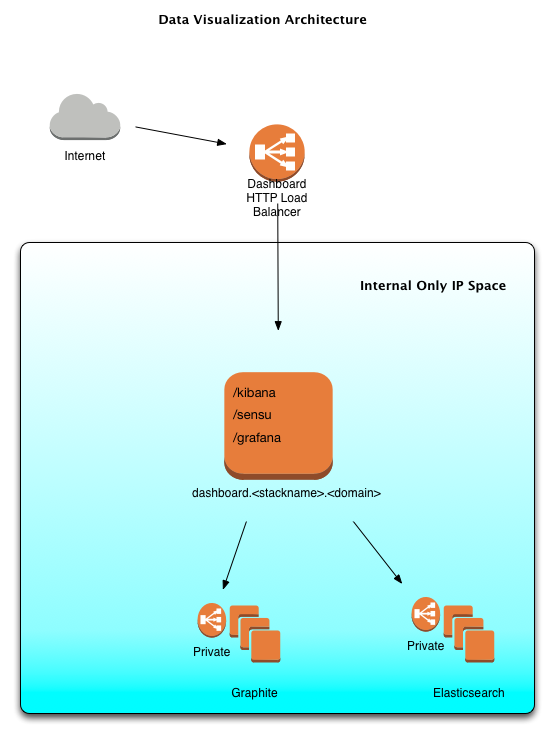 Data Visualization Architecture
Internet
Dashboard
HTTP Load
Balancer
Internal Only IP Space
/kibana
/sensu
/grafana
dashboard.<stackname>.<domain>
Private
Private
Graphite
Elasticsearch